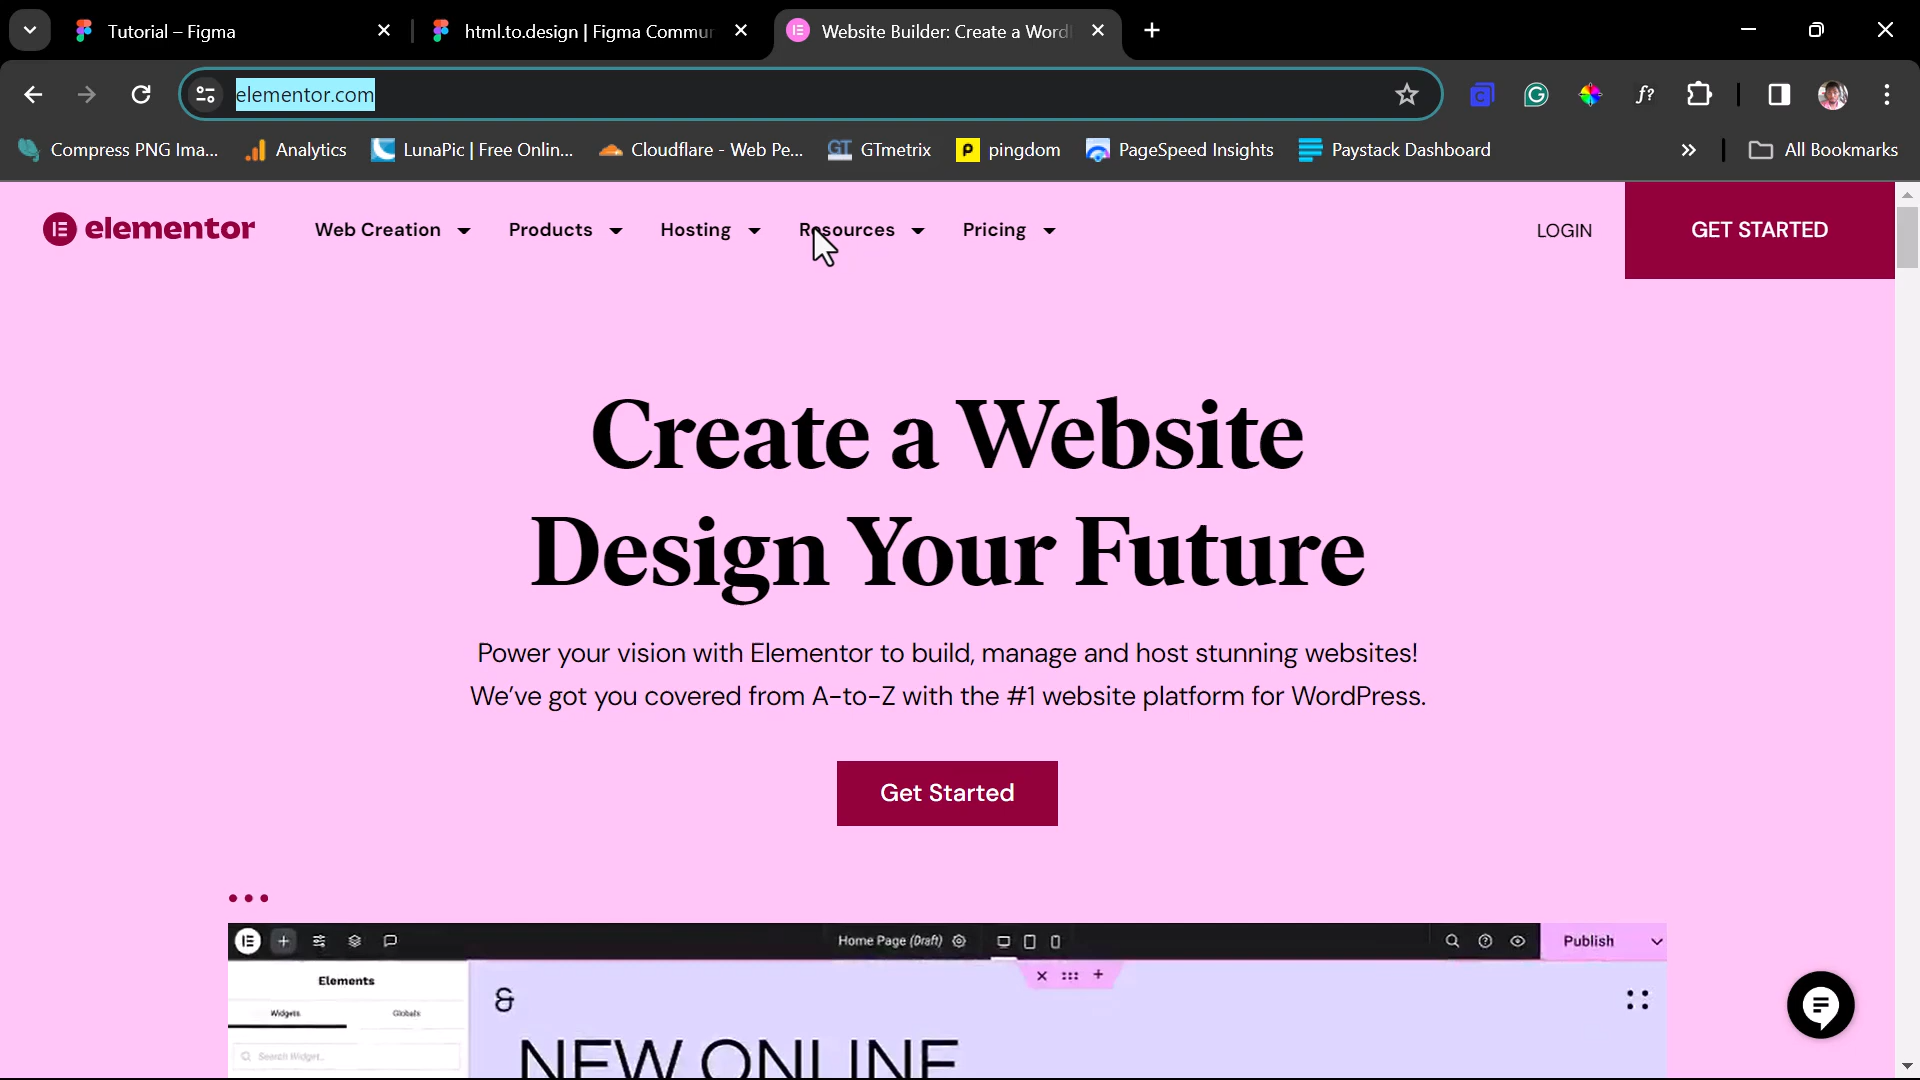 Tutorial – Figma
html.to.design | Figma Commun
Website Builder: Create a Word
elementor.com
f?
Compress PNG Ima...
Analytics
LunaPic | Free Onlin...
Cloudflare - Web Pe...
GTmetrix
pingdom
PageSpeed Insights
Paystack Dashboard
All Bookmarks
elementor
Web Creation
Products
Hosting
Resources
Pricing
LOGIN
GET STARTED
Create a Website
Design Your Future
Power your vision with Elementor to build, manage and host stunning websites!
We’ve got you covered from A-to-Z with the #1 website platform for WordPress.
Get Started
Home Page (Draft)
Publish
Elements
Widgets
Globals
&
Search Widget...
NEW ONLINE